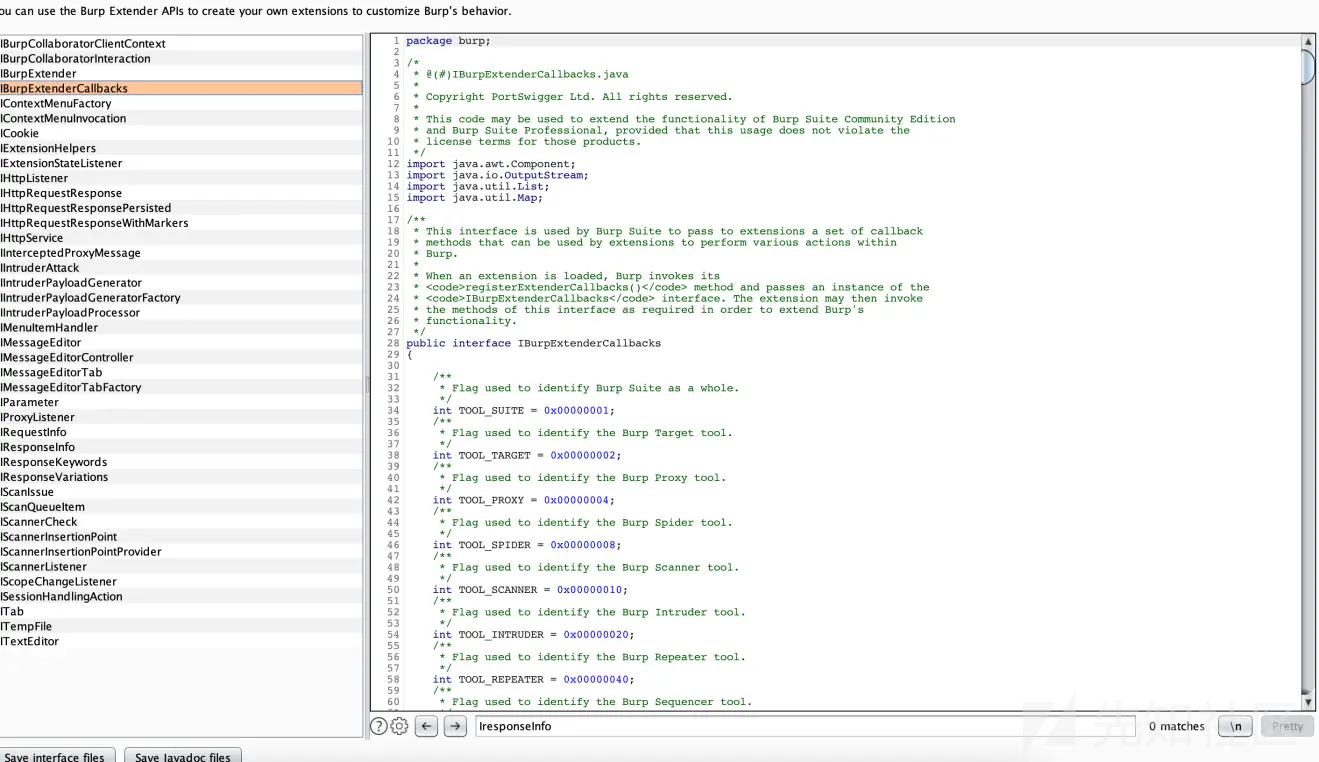 ou can use the Burp Extender APIs to create your own extensions to customize Burp's behavior.
IBurpCollaboratorClientContext
IBurpCollaboratorInteraction
IBurpExtender
IBurpExtenderCallbacks
IContextMenuFactory
IContextMenuInvocation
ICookie
IExtensionHelpers
IExtensionStateListener
IHttpListener
IHttpRequestResponse
IHttpRequestResponsePersisted
IHttpRequestResponseWithMarkers
IHttpService
IInterceptedProxyMessage
IIntruderAttack
IIntruderPayloadGenerator
IIntruderPayloadGeneratorFactory
IIntruderPayloadProcessor
IMenuItemHandler
IMessageEditor
IMessageEditorController
IMessageEditorTab
IMessageEditorTabFactory
IParameter
IProxyListener
IRequestInfo
IResponseInfo
IResponseKeywords
IResponseVariations
IScanIssue
IScanQueueItem
IScannerCheck
IScannerInsertionPoint
IScannerInsertionPointProvider
IScannerListener
IScopeChangeListener
ISessionHandlingAction
ITab
ITempFile
ITextEditor
1 package burp;
2
3 /*
4 * @(#)IBurpExtenderCallbacks.java
5 *
6 * Copyright PortSwigger Ltd. All rights reserved.
7 *
8 * This code may be used to extend the functionality of Burp Suite Community Edition
9 * and Burp Suite Professional, provided that this usage does not violate the
10 * license terms for those products.
11 */
12 import java.awt.Component;
13 import java.io.OutputStream;
14 import java.util.List;
15 import java.util.Map;
16
17 /**
18 * This interface is used by Burp Suite to pass to extensions a set of callback
19 * methods that can be used by extensions to perform various actions within
20 * Burp.
21 *
22 * When an extension is loaded, Burp invokes its
23 * <code>registerExtenderCallbacks()</code> method and passes an instance of the
24 * <code>IBurpExtenderCallbacks</code> interface. The extension may then invoke
25 * the methods of this interface as required in order to extend Burp's
26 * functionality.
27 */
28 public interface IBurpExtenderCallbacks
29 {
30
31 /**
32 * Flag used to identify Burp Suite as a whole.
33 */
34 int TOOL_SUITE = 0x00000001;
35 /**
36 * Flag used to identify the Burp Target tool.
37 */
38 int TOOL_TARGET = 0x00000002;
39 /**
40 * Flag used to identify the Burp Proxy tool.
41 */
42 int TOOL_PROXY = 0x00000004;
43 /**
44 * Flag used to identify the Burp Spider tool.
45 */
46 int TOOL_SPIDER = 0x00000008;
47 /**
48 * Flag used to identify the Burp Scanner tool.
49 */
50 int TOOL_SCANNER = 0x00000010;
51 /**
52 * Flag used to identify the Burp Intruder tool.
53 */
54 int TOOL_INTRUDER = 0x00000020;
55 /**
56 * Flag used to identify the Burp Repeater tool.
57 */
58 int TOOL_REPEATER = 0x00000040;
59 /**
60 * Flag used to identify the Burp Sequencer tool.
IresponseInfo
0 matches
\n
Pretty
先知社区
Save interface files
Save Javadoc files